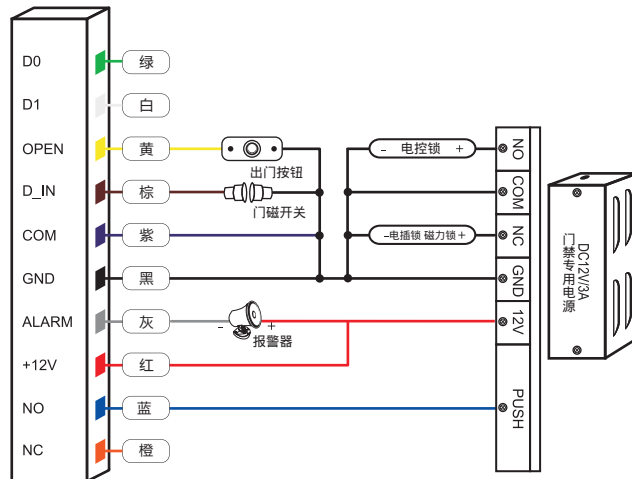 D0 绿
D1 白
OPEN 黄
出门按钮
D_IN 棕
门磁开关
COM 紫
GND 黑
ALARM 灰
- +
报警器
+12V 红
NO 蓝
NC 橙
- 电控锁 +
-电插锁 磁力锁+
NO
COM
NC
GND
12V
PUSH
DC12V/3A
门禁专用电源